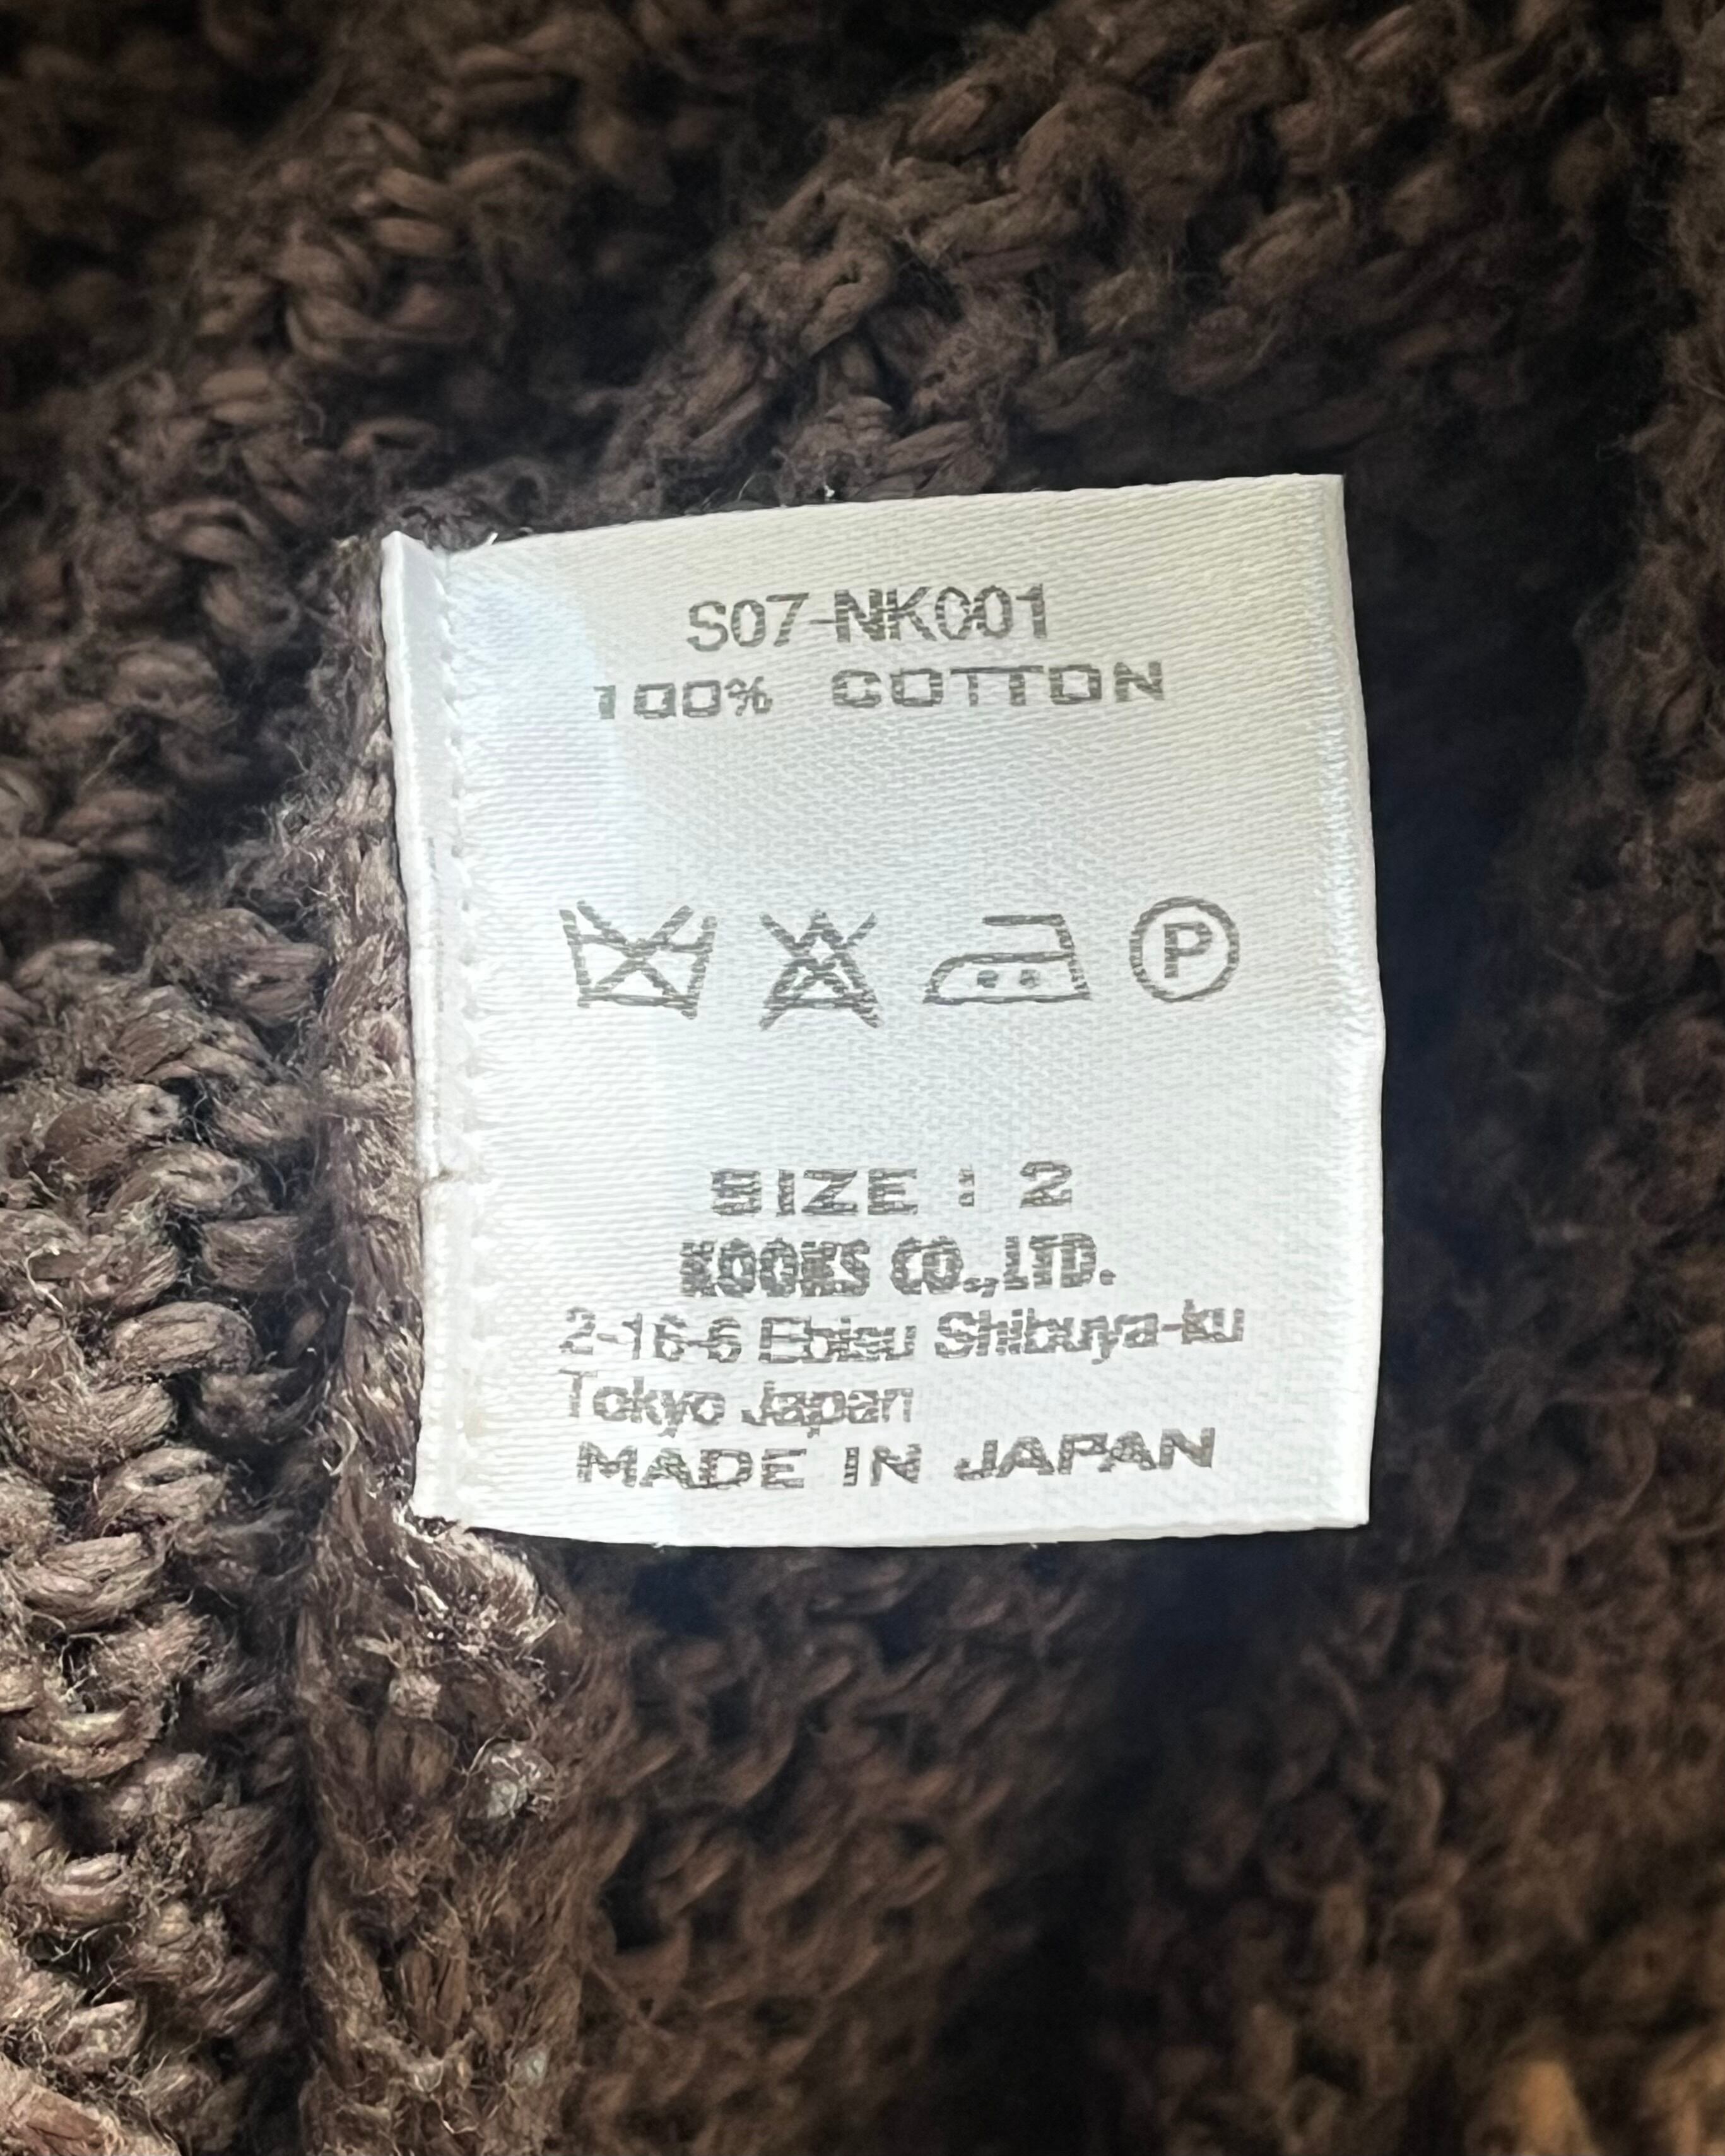 S07-NK001
100% COTTON
P
SIZE : 2
KOOKS CO.,LTD.
2-16-6 Ebisu Shibuya-ku
Tokyo Japan
MADE IN JAPAN